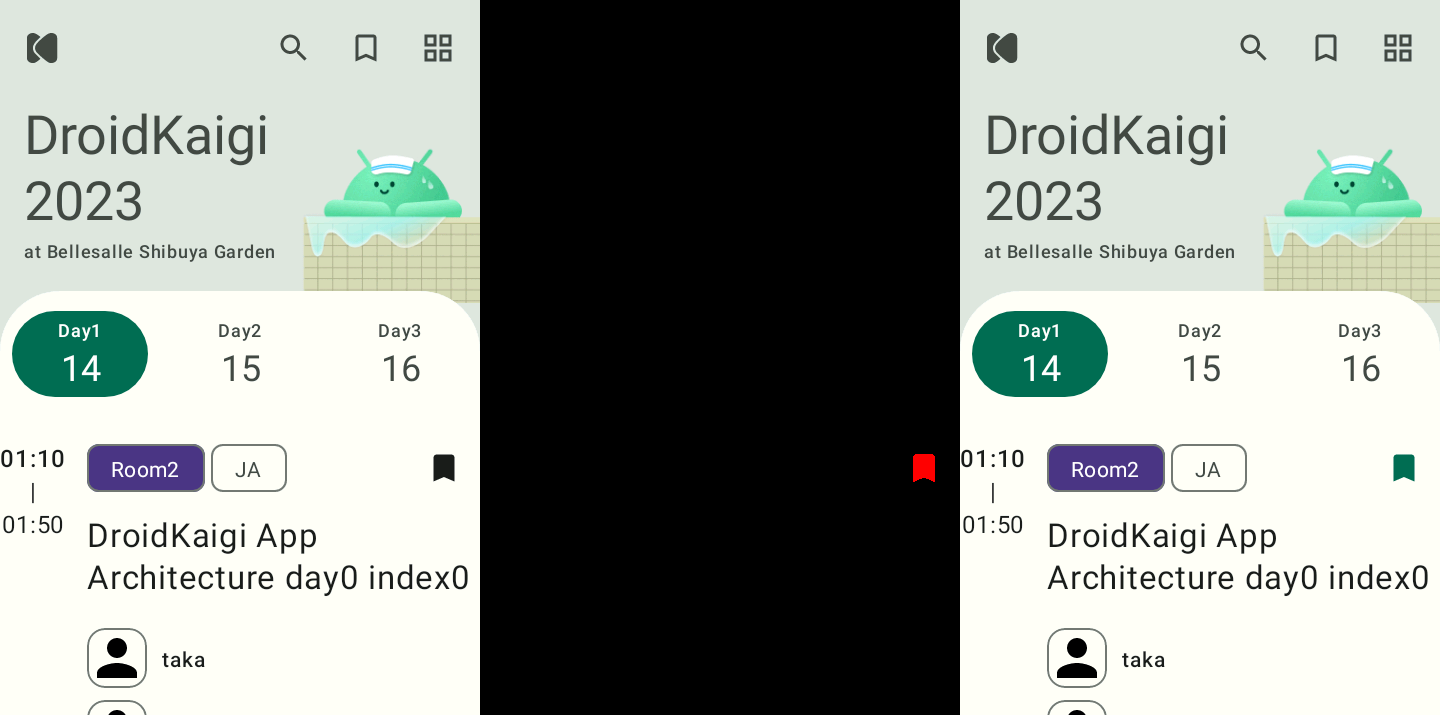 DroidKaigi
2023
at Bellesalle Shibuya Garden
Day1
14
Day2
15
Day3
16
01:10
|
01:50
Room2
JA
DroidKaigi App
Architecture day0 index0
taka
DroidKaigi
2023
at Bellesalle Shibuya Garden
Day1
14
Day2
15
Day3
16
01:10
|
01:50
Room2
JA
DroidKaigi App
Architecture day0 index0
taka